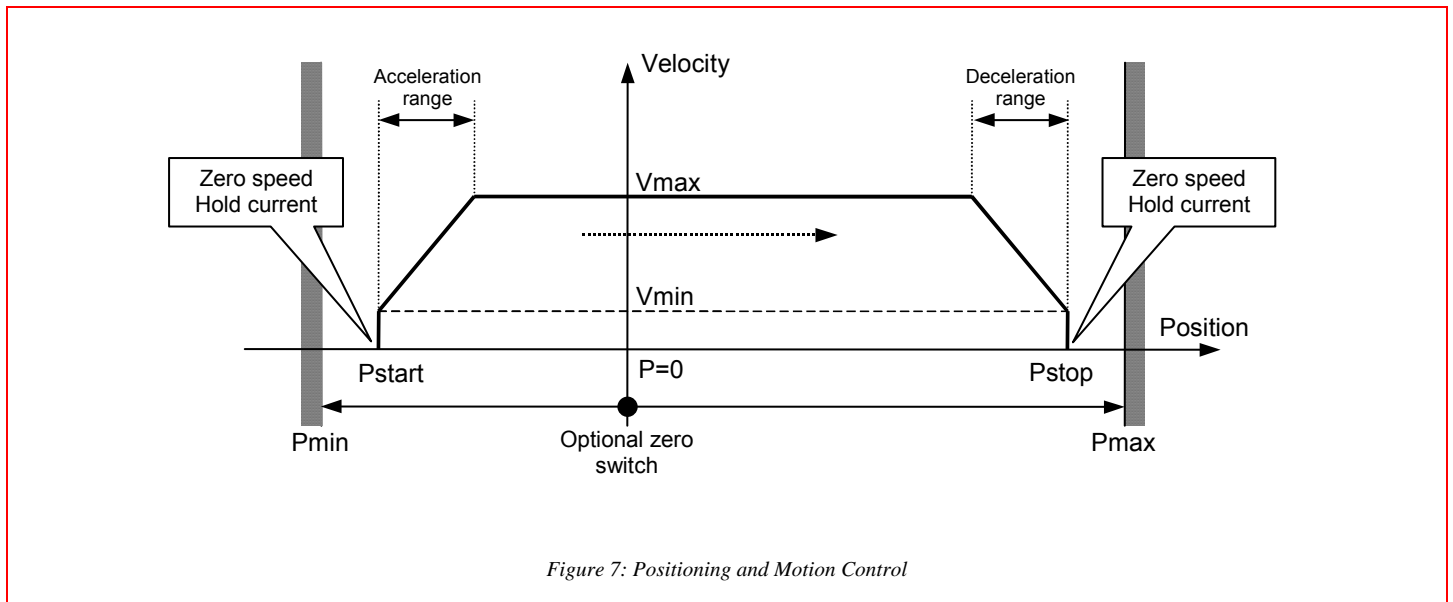 Velocity
Acceleration
range
Deceleration
range
Zero speed
Hold current
Vmax
Zero speed
Hold current
Vmin
Position
Pstart
P=0
Pstop
Pmin
Optional zero
switch
Pmax
Figure 7: Positioning and Motion Control